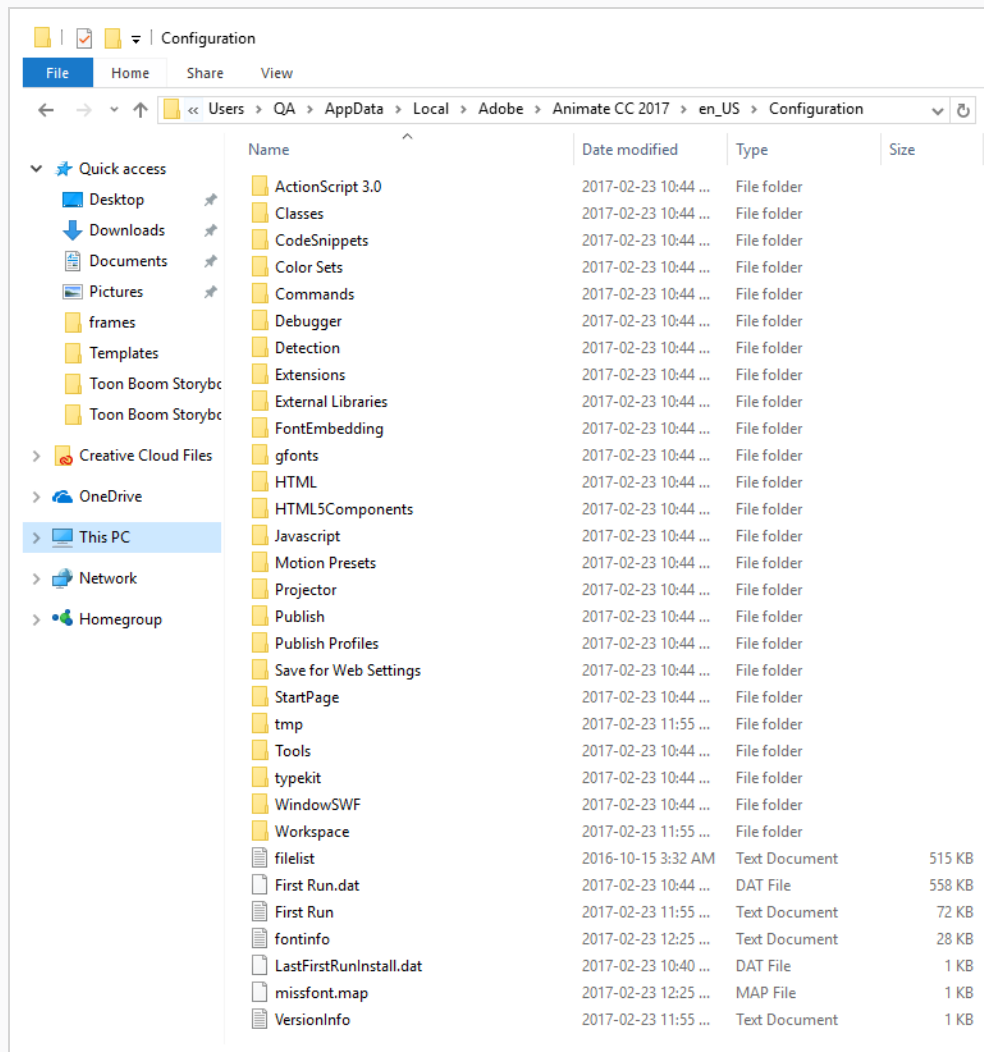 Configuration
File Home Share View
« Users > QA > AppData > Local > Adobe > Animate CC 2017 > en_US > Configuration
Name Date modified Type Size
Quick access
Desktop
Downloads
Documents
Pictures
frames
Templates
Toon Boom Storybo
Toon Boom Storybo
Creative Cloud Files
OneDrive
This PC
Network
Homegroup
ActionScript 3.0 2017-02-23 10:44 ... File folder
Classes 2017-02-23 10:44 ... File folder
CodeSnippets 2017-02-23 10:44 ... File folder
Color Sets 2017-02-23 10:44 ... File folder
Commands 2017-02-23 10:44 ... File folder
Debugger 2017-02-23 10:44 ... File folder
Detection 2017-02-23 10:44 ... File folder
Extensions 2017-02-23 10:44 ... File folder
External Libraries 2017-02-23 10:44 ... File folder
FontEmbedding 2017-02-23 10:44 ... File folder
gfonts 2017-02-23 10:44 ... File folder
HTML 2017-02-23 10:44 ... File folder
HTML5Components 2017-02-23 10:44 ... File folder
Javascript 2017-02-23 10:44 ... File folder
Motion Presets 2017-02-23 10:44 ... File folder
Projector 2017-02-23 10:44 ... File folder
Publish 2017-02-23 10:44 ... File folder
Publish Profiles 2017-02-23 10:44 ... File folder
Save for Web Settings 2017-02-23 10:44 ... File folder
StartPage 2017-02-23 10:44 ... File folder
tmp 2017-02-23 11:55 ... File folder
Tools 2017-02-23 10:44 ... File folder
typekit 2017-02-23 10:44 ... File folder
WindowSWF 2017-02-23 10:44 ... File folder
Workspace 2017-02-23 11:55 ... File folder
filelist 2016-10-15 3:32 AM Text Document 515 KB
First Run.dat 2017-02-23 10:44 ... DAT File 558 KB
First Run 2017-02-23 11:55 ... Text Document 72 KB
fontinfo 2017-02-23 12:25 ... Text Document 28 KB
LastFirstRunInstall.dat 2017-02-23 10:40 ... DAT File 1 KB
missfont.map 2017-02-23 12:25 ... MAP File 1 KB
VersionInfo 2017-02-23 11:55 ... Text Document 1 KB